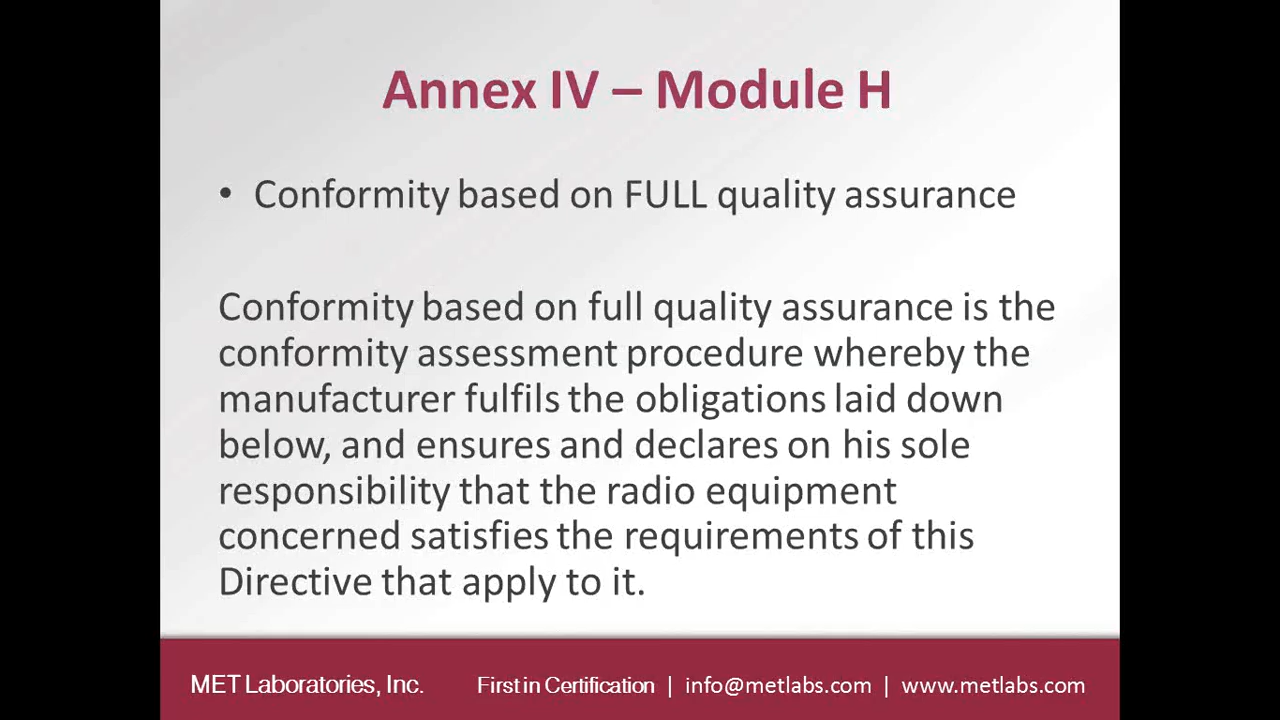 Annex IV – Module H
• Conformity based on FULL quality assurance
Conformity based on full quality assurance is the
conformity assessment procedure whereby the
manufacturer fulfils the obligations laid down
below, and ensures and declares on his sole
responsibility that the radio equipment
concerned satisfies the requirements of this
Directive that apply to it.
MET Laboratories, Inc. First in Certification | info@metlabs.com | www.metlabs.com